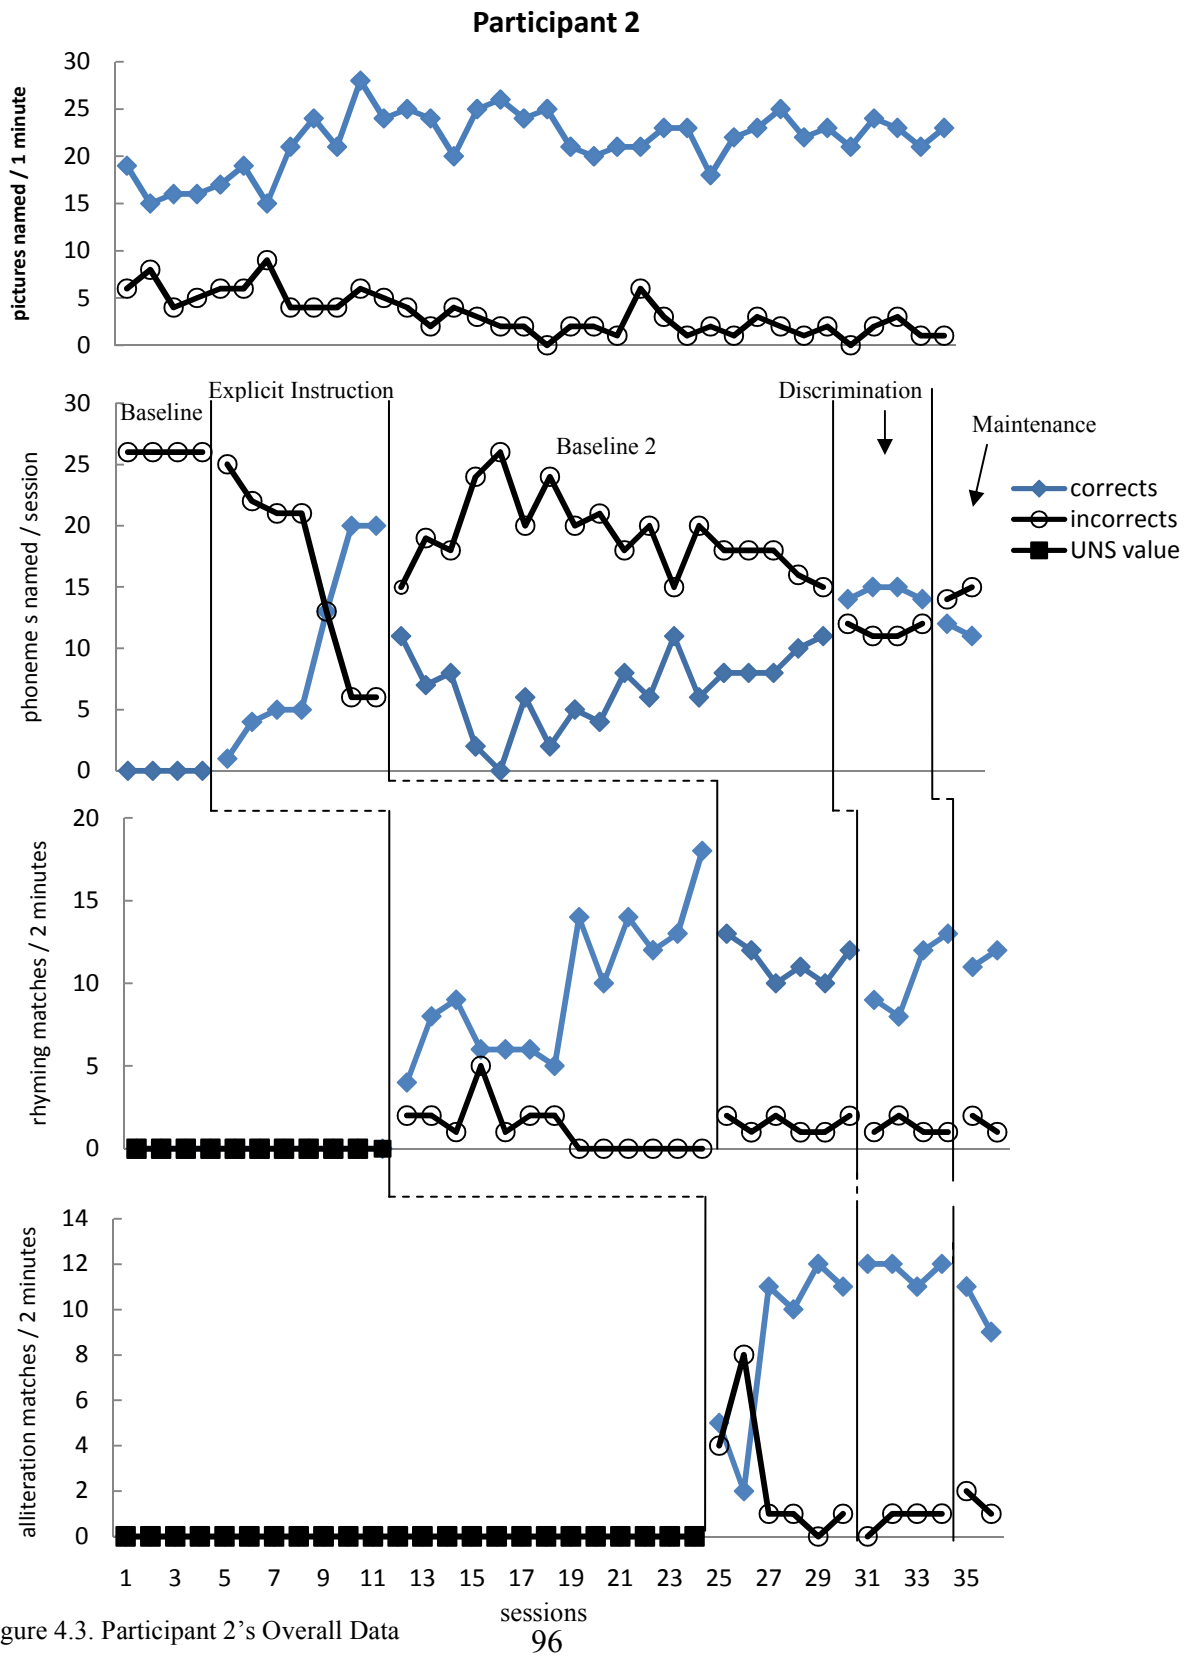 Participant 2
pictures named / 1 minute
30
25
20
15
10
5
0
Explicit Instruction
Discrimination
Baseline
Maintenance
Baseline 2
phoneme s named / session
30
25
20
15
10
5
0
corrects
incorrects
UNS value
rhyming matches / 2 minutes
20
15
10
5
0
alliteration matches / 2 minutes
14
12
10
8
6
4
2
0
1 3 5 7 9 11 13 15 17 19 21 23 25 27 29 31 33 35
sessions
gure 4.3. Participant 2's Overall Data
96